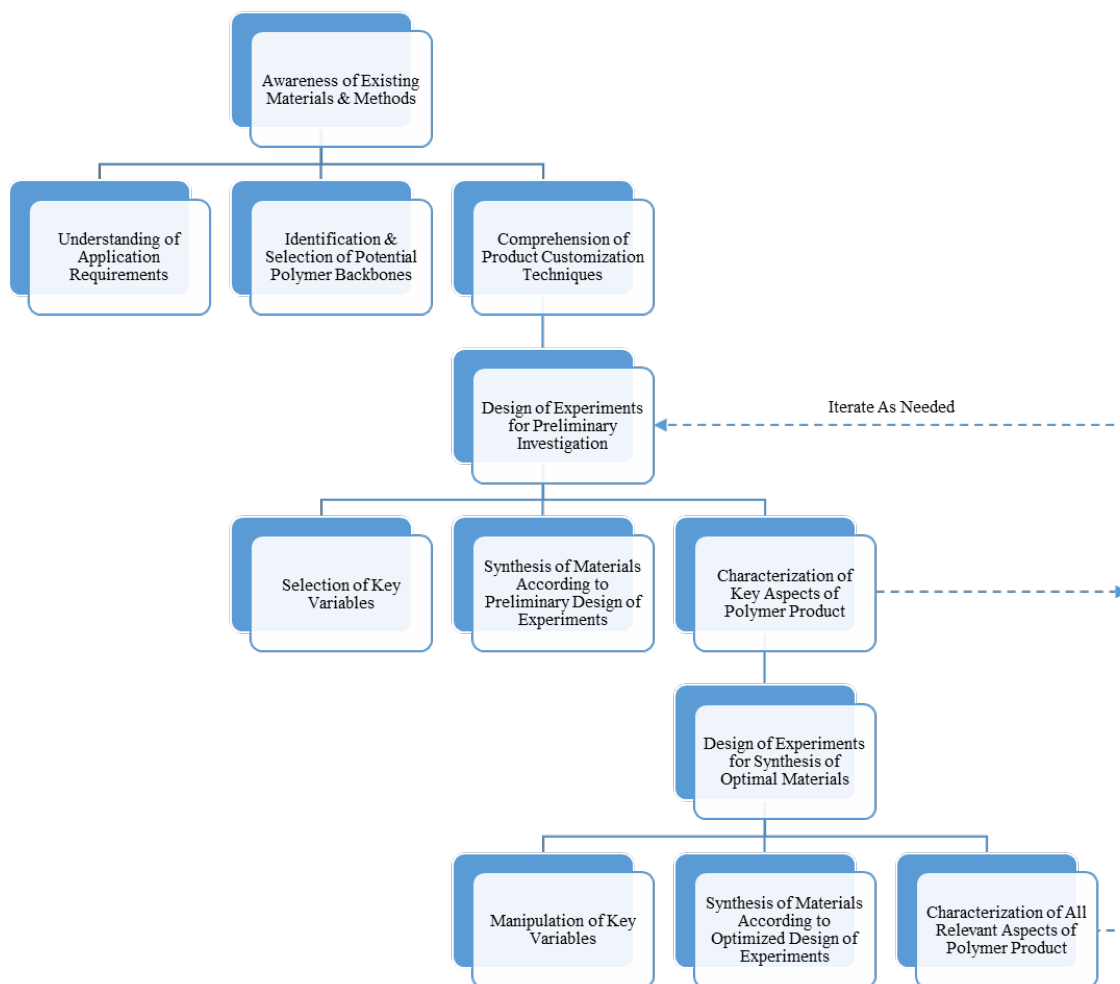 Awareness of Existing
Materials & Methods
Understanding of
Application
Requirements
Identification &
Selection of Potential
Polymer Backbones
Comprehension of
Product Customization
Techniques
Design of Experiments
for Preliminary
Investigation
Iterate As Needed
Selection of Key
Variables
Synthesis of Materials
According to
Preliminary Design of
Experiments
Characterization of
Key Aspects of
Polymer Product
Design of Experiments
for Synthesis of
Optimal Materials
Manipulation of Key
Variables
Synthesis of Materials
According to
Optimized Design of
Experiments
Characterization of All
Relevant Aspects of
Polymer Product